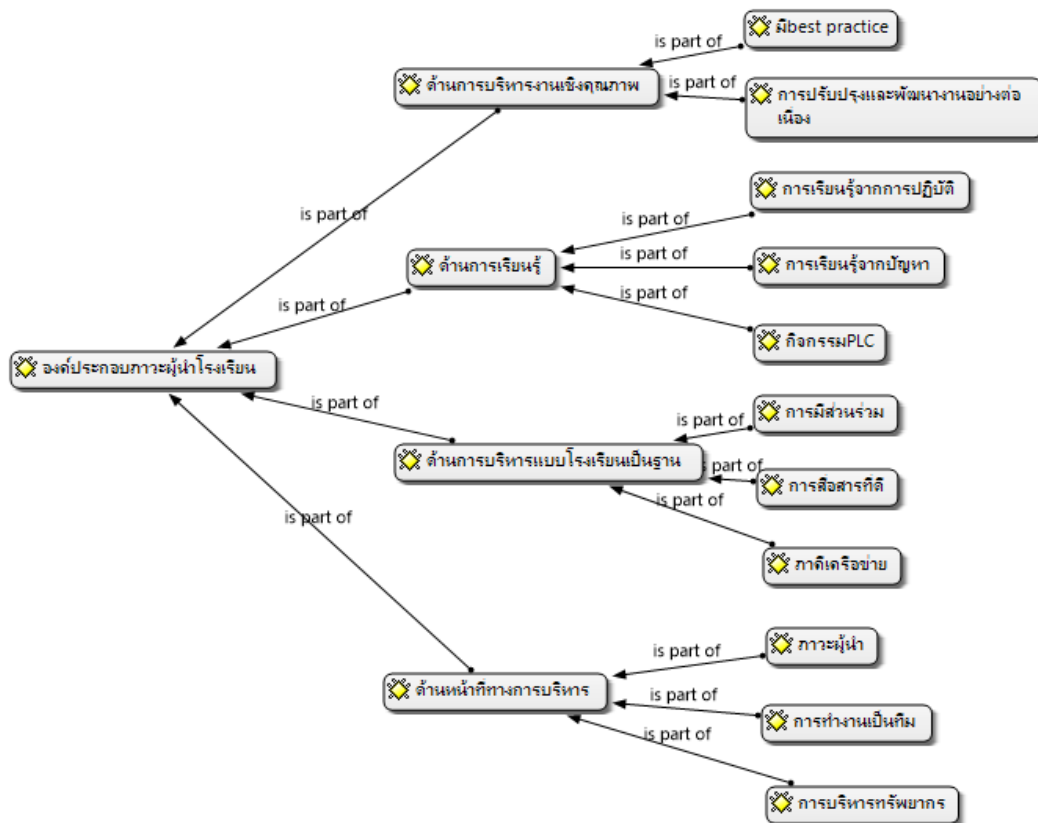 มีbest practice
is part of
ด้านการบริหารงานเชิงคุณภาพ
is part of
การปรับปรุงและพัฒนางานอย่างต่อ
เนื่อง
การเรียนรู้จากการปฏิบัติ
is part of
is part of
ด้านการเรียนรู้
is part of
การเรียนรู้จากปัญหา
is part of
is part of
กิจกรรมPLC
องค์ประกอบภาวะผู้นำโรงเรียน
is part of
การมีส่วนร่วม
is part of
ด้านการบริหารแบบโรงเรียนเป็นฐาน
is part of
การสื่อสารที่ดี
is part of
is part of
ภาคีเครือข่าย
ภาวะผู้นำ
is part of
ด้านหน้าที่ทางการบริหาร
is part of
การทำงานเป็นทีม
is part of
การบริหารทรัพยากร